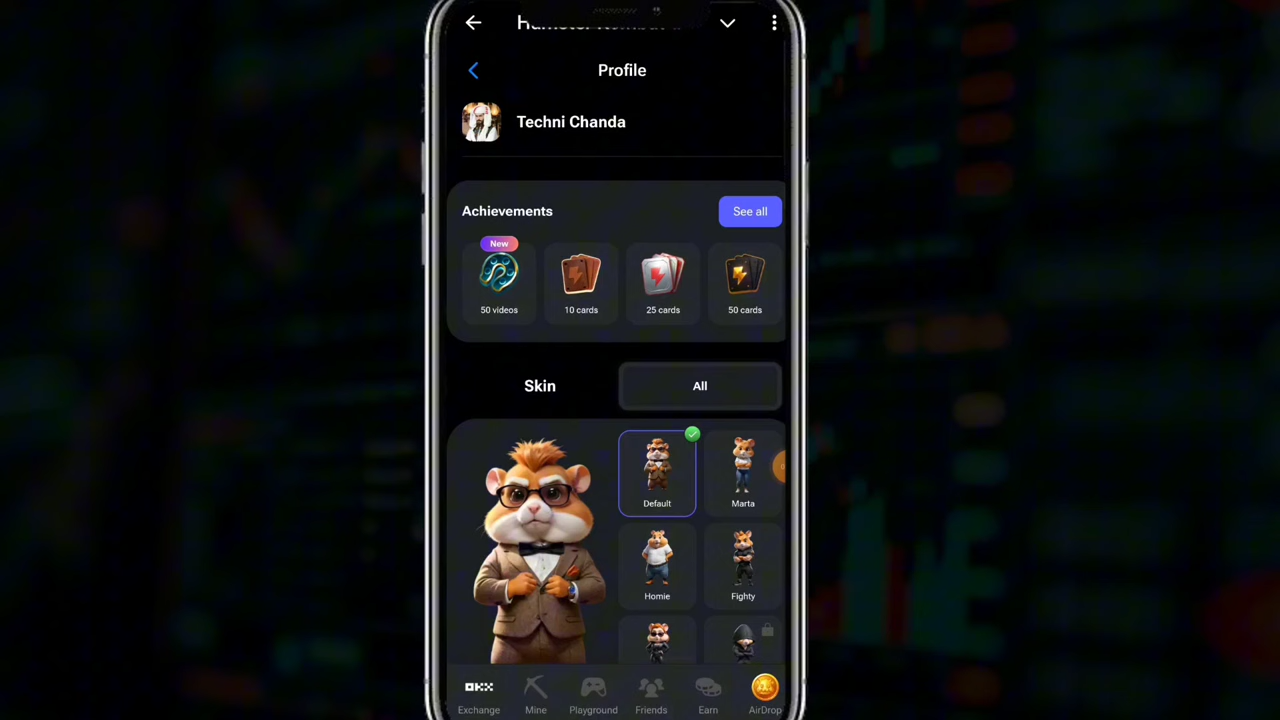 Profile
Techni Chanda
Achievements
See all
New
50 videos
10 cards
25 cards
50 cards
Skin
All
Default
Marta
Homie
Fighty
OKX
Exchange
Mine
Playground
Friends
Earn
AirDrop